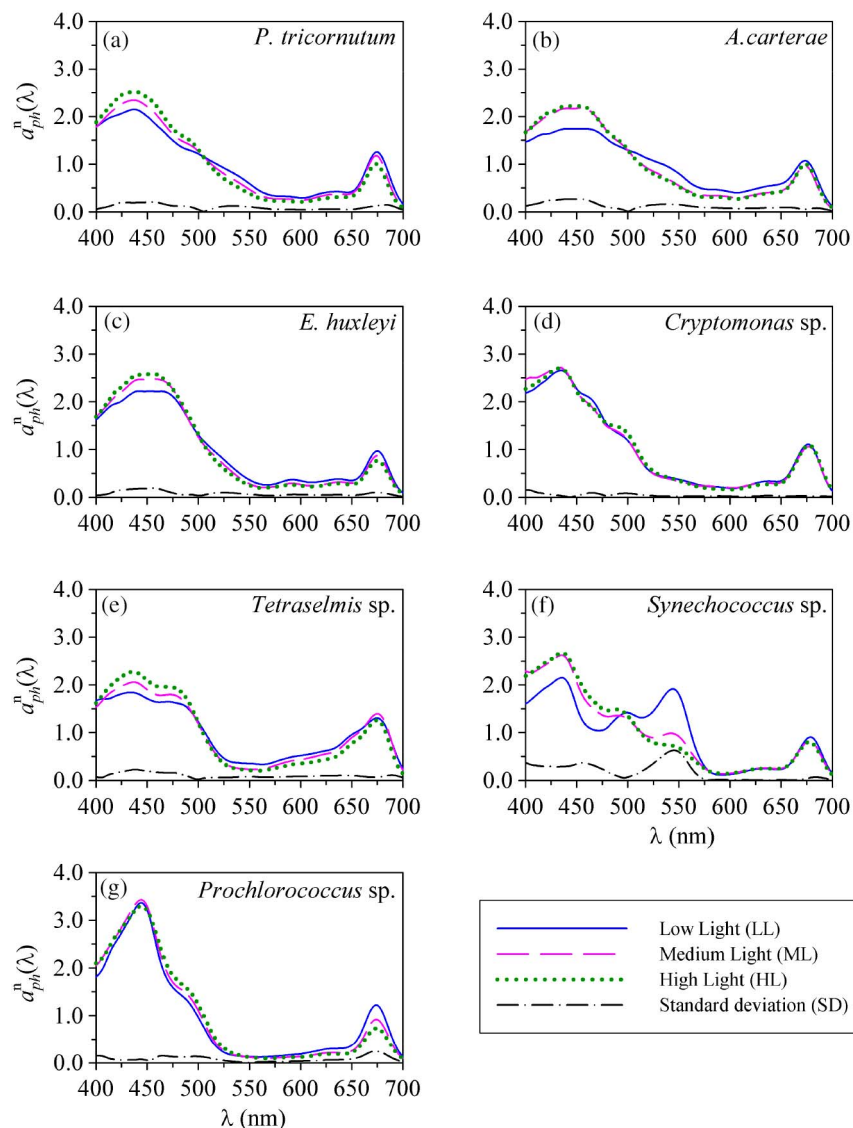 (a) P. tricornutum
4.0
3.0
2.0
1.0
0.0
400 450 500 550 600 650 700
a_ph^n(λ)
(b) A.carterae
4.0
3.0
2.0
1.0
0.0
400 450 500 550 600 650 700
(c) E. huxleyi
4.0
3.0
2.0
1.0
0.0
400 450 500 550 600 650 700
a_ph^n(λ)
(d) Cryptomonas sp.
4.0
3.0
2.0
1.0
0.0
400 450 500 550 600 650 700
(e) Tetraselmis sp.
4.0
3.0
2.0
1.0
0.0
400 450 500 550 600 650 700
a_ph^n(λ)
(f) Synechococcus sp.
4.0
3.0
2.0
1.0
0.0
400 450 500 550 600 650 700
λ (nm)
(g) Prochlorococcus sp.
4.0
3.0
2.0
1.0
0.0
400 450 500 550 600 650 700
a_ph^n(λ)
λ (nm)
Low Light (LL)
Medium Light (ML)
High Light (HL)
Standard deviation (SD)